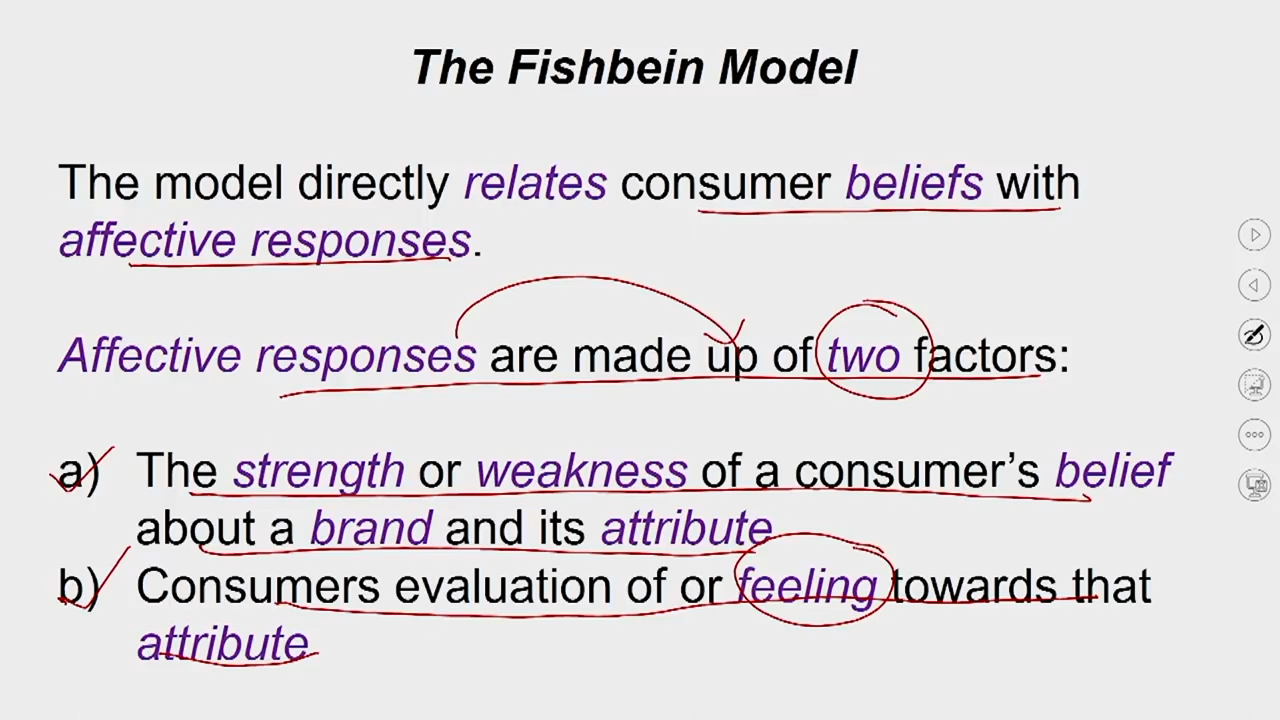 The Fishbein Model
The model directly relates consumer beliefs with
affective responses.
Affective responses are made up of two factors:
a) The strength or weakness of a consumer's belief
about a brand and its attribute
b) Consumers evaluation of or feeling towards that
attribute